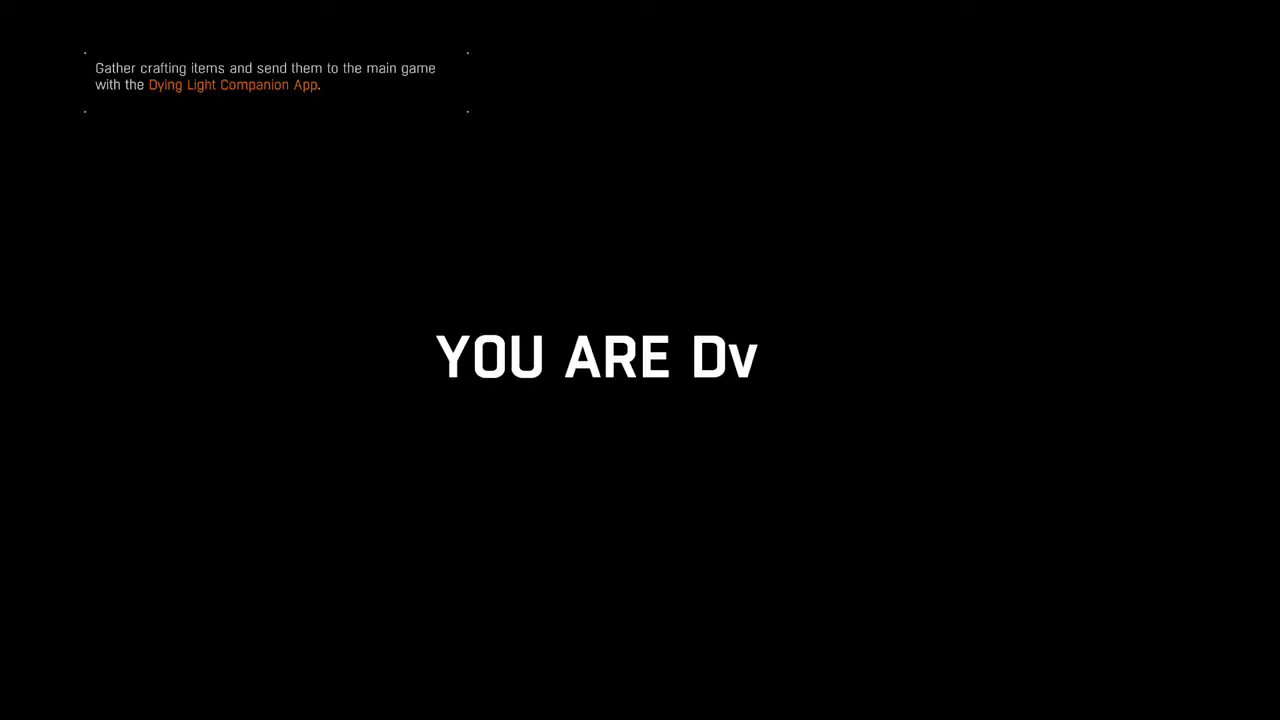 Gather crafting items and send them to the main game
with the Dying Light Companion App.
YOU ARE Dv